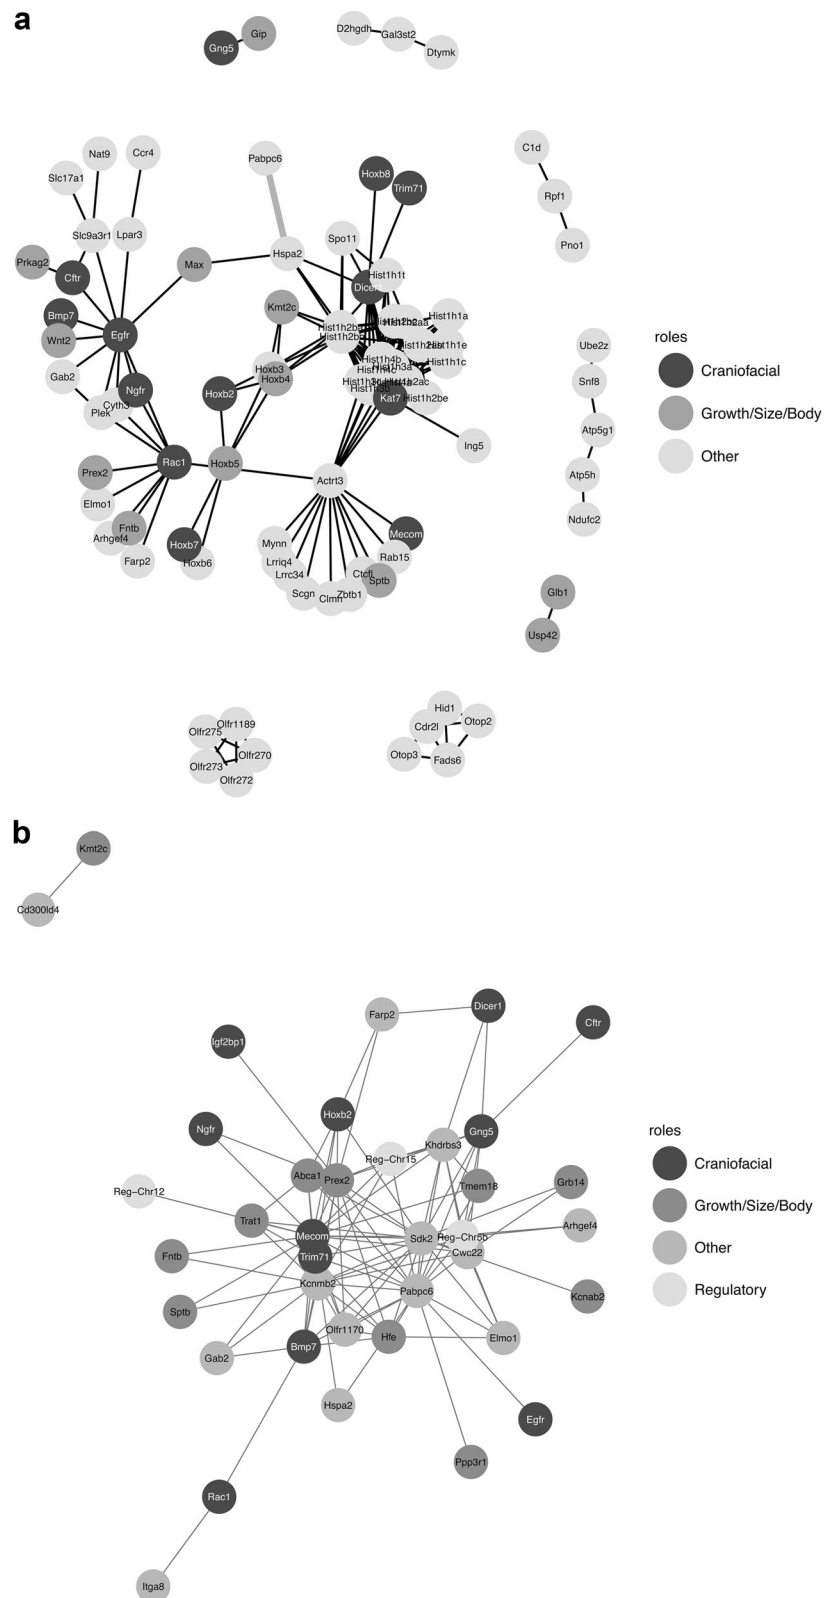 a
Gng5
Gip
D2hgdh
Gal3st2
Dtymk
Nat9
Ccr4
Slc17a1
Pabpc6
Hoxb8
Trim71
C1d
Rpf1
Pno1
Slc9a3r1
Lpar3
Spo11
Hspa2
Prkag2
Cftr
Max
Hist1h1t
Bmp7
Egfr
Kmt2c
Hist1h1a
Wnt2
Hist1h1e
Hist1h1c
Gab2
Ngfr
Hoxb3
Hoxb4
Hist1h4b
Hist1h3a
Plek
Cyth3
Hoxb2
Kat7
Hist1h2be
Ing5
Rac1
Hoxb5
Prex2
Actrt3
Elmo1
Fntb
Arhgef4
Farp2
Hoxb7
Hoxb6
Mynn
Lrriq4
Lrrc34
Scgn
Clmn
Zbtb1
Ctcfl
Sptb
Rab15
Mecom
Ube2z
Snf8
Atp5g1
Atp5h
Ndufc2
Glb1
Usp42
roles
Craniofacial
Growth/Size/Body
Other
Olfr1189
Olfr275
Olfr270
Olfr273
Olfr272
Hid1
Otop2
Cdr2l
Otop3
Fads6
b
Kmt2c
Cd300ld4
Farp2
Dicer1
Cftr
Igf2bp1
Hoxb2
Ngfr
Gng5
Khdrbs3
Reg-Chr15
Abca1
Prex2
Tmem18
Grb14
Reg-Chr12
Trat1
Mecom
Sdk2
Reg-Chr5b
Arhgef4
Fntb
Trim71
Cwc22
Kcnmb2
Pabpc6
Kcnab2
Sptb
Olfr1170
Hfe
Elmo1
Gab2
Bmp7
Hspa2
Egfr
Ppp3r1
Rac1
Itga8
roles
Craniofacial
Growth/Size/Body
Other
Regulatory